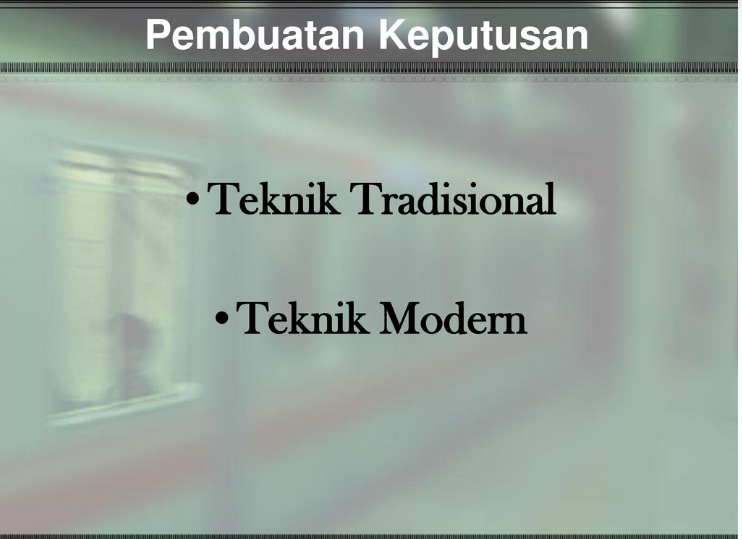 Pembuatan Keputusan
• Teknik Tradisional
• Teknik Modern